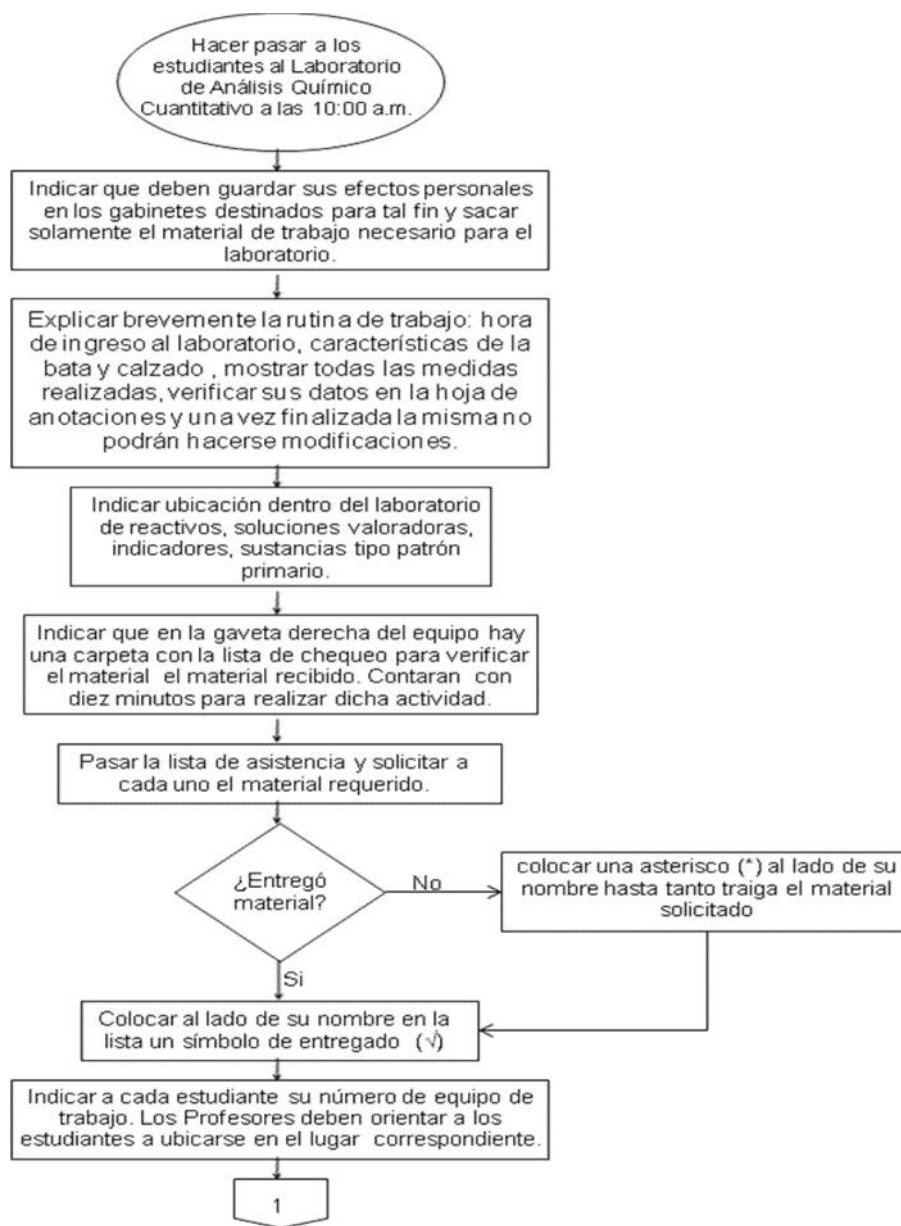 Hacer pasar a los
estudiantes al Laboratorio
de Análisis Químico
Cuantitativo a las 10:00 a.m.
Indicar que deben guardar sus efectos personales
en los gabinetes destinados para tal fin y sacar
solamente el material de trabajo necesario para el
laboratorio.
Explicar brevemente la rutina de trabajo: hora
de ingreso al laboratorio, características de la
bata y calzado , mostrar todas las medidas
realizadas, verificar sus datos en la hoja de
anotaciones y una vez finalizada la misma no
podrán hacerse modificaciones.
Indicar ubicación dentro del laboratorio
de reactivos, soluciones valoradoras,
indicadores, sustancias tipo patrón
primario.
Indicar que en la gaveta derecha del equipo hay
una carpeta con la lista de chequeo para verificar
el material el material recibido. Contaran con
diez minutos para realizar dicha actividad.
Pasar la lista de asistencia y solicitar a
cada uno el material requerido.
¿Entregó
material?
No
colocar una asterisco (*) al lado de su
nombre hasta tanto traiga el material
solicitado
Si
Colocar al lado de su nombre en la
lista un símbolo de entregado (√)
Indicar a cada estudiante su número de equipo de
trabajo. Los Profesores deben orientar a los
estudiantes a ubicarse en el lugar correspondiente.
1